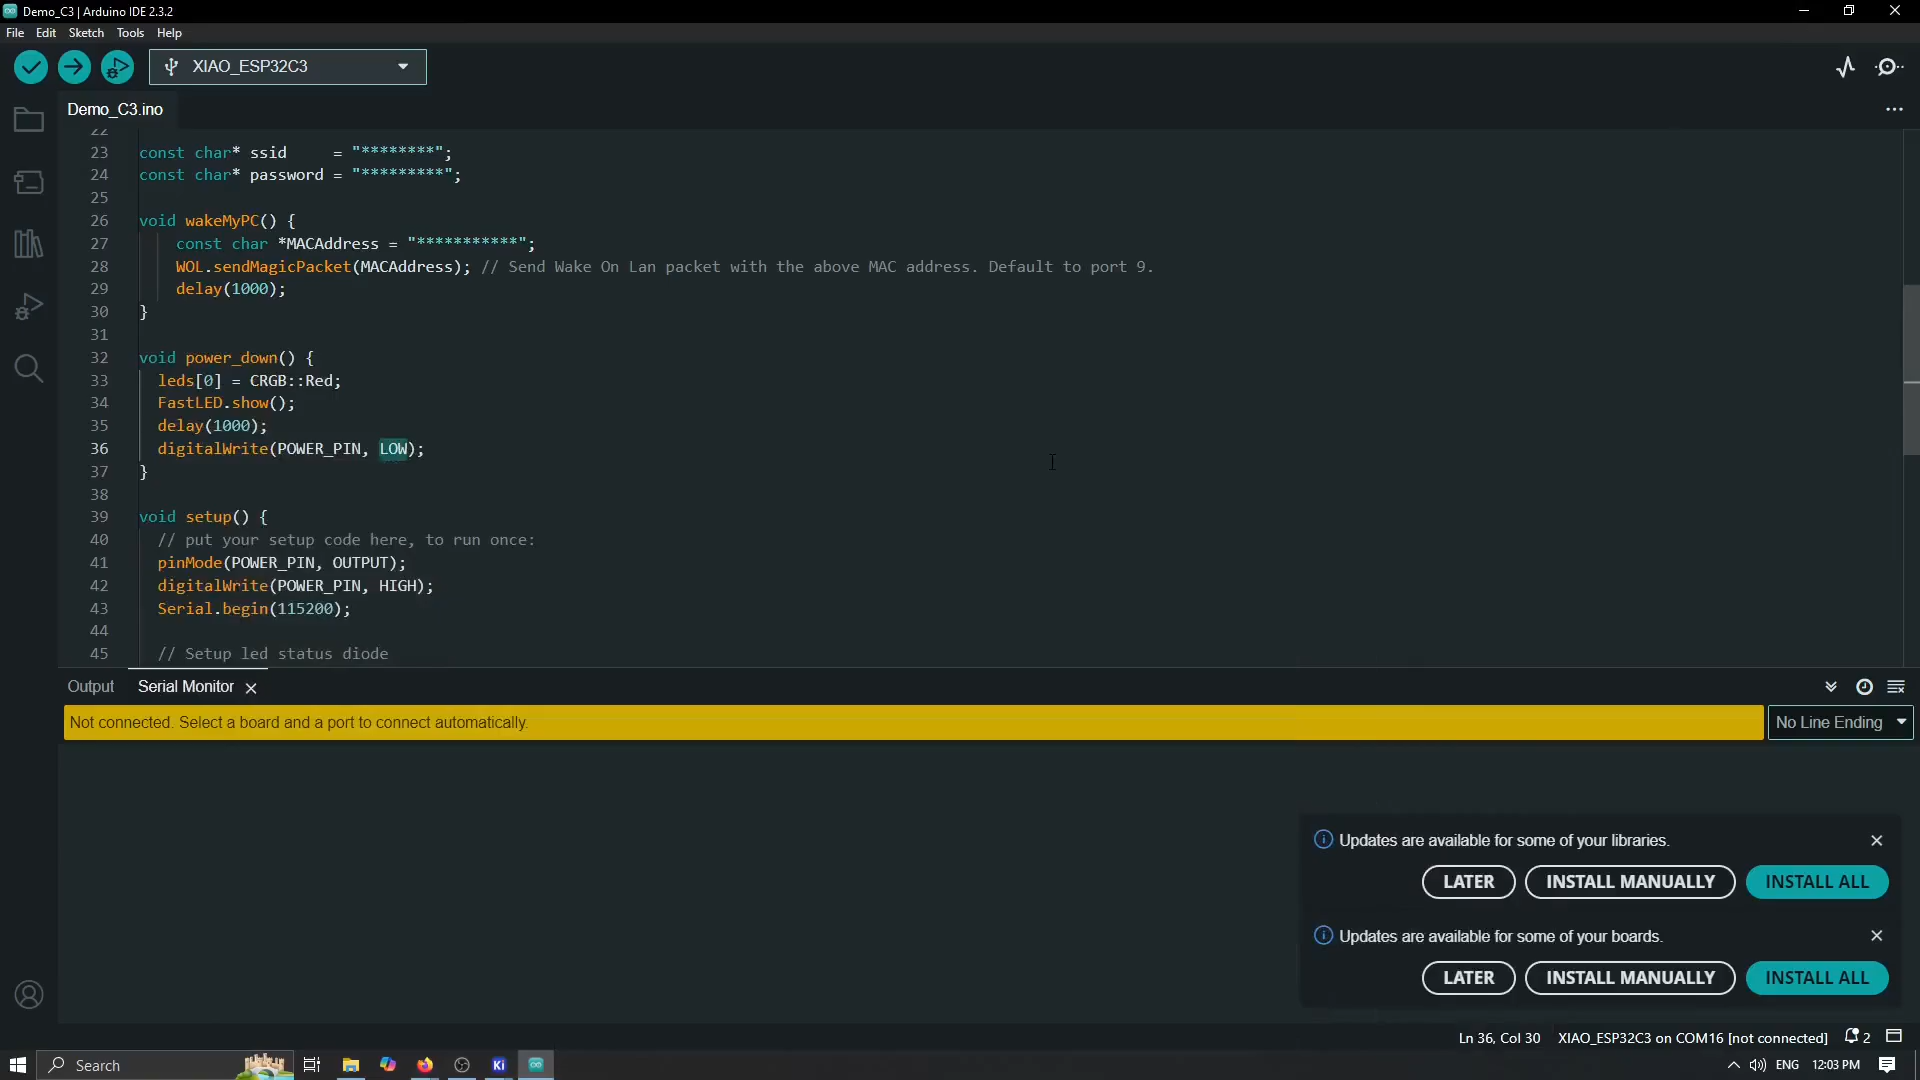 Demo_C3 | Arduino IDE 2.3.2
File Edit Sketch Tools Help
XIAO_ESP32C3
Demo_C3.ino
22
23 const char* ssid     = "********";
24 const char* password = "*********";
25
26 void wakeMyPC() {
27     const char *MACAddress = "***********";
28     WOL.sendMagicPacket(MACAddress); // Send Wake On Lan packet with the above MAC address. Default to port 9.
29     delay(1000);
30 }
31
32 void power_down() {
33   leds[0] = CRGB::Red;
34   FastLED.show();
35   delay(1000);
36   digitalWrite(POWER_PIN, LOW);
37 }
38
39 void setup() {
40   // put your setup code here, to run once:
41   pinMode(POWER_PIN, OUTPUT);
42   digitalWrite(POWER_PIN, HIGH);
43   Serial.begin(115200);
44
45   // Setup led status diode
Output Serial Monitor
Not connected. Select a board and a port to connect automatically.
No Line Ending
Updates are available for some of your libraries.
LATER INSTALL MANUALLY INSTALL ALL
Updates are available for some of your boards.
LATER INSTALL MANUALLY INSTALL ALL
Ln 36, Col 30 XIAO_ESP32C3 on COM16 [not connected] 2
Search Ki ENG 12:03 PM